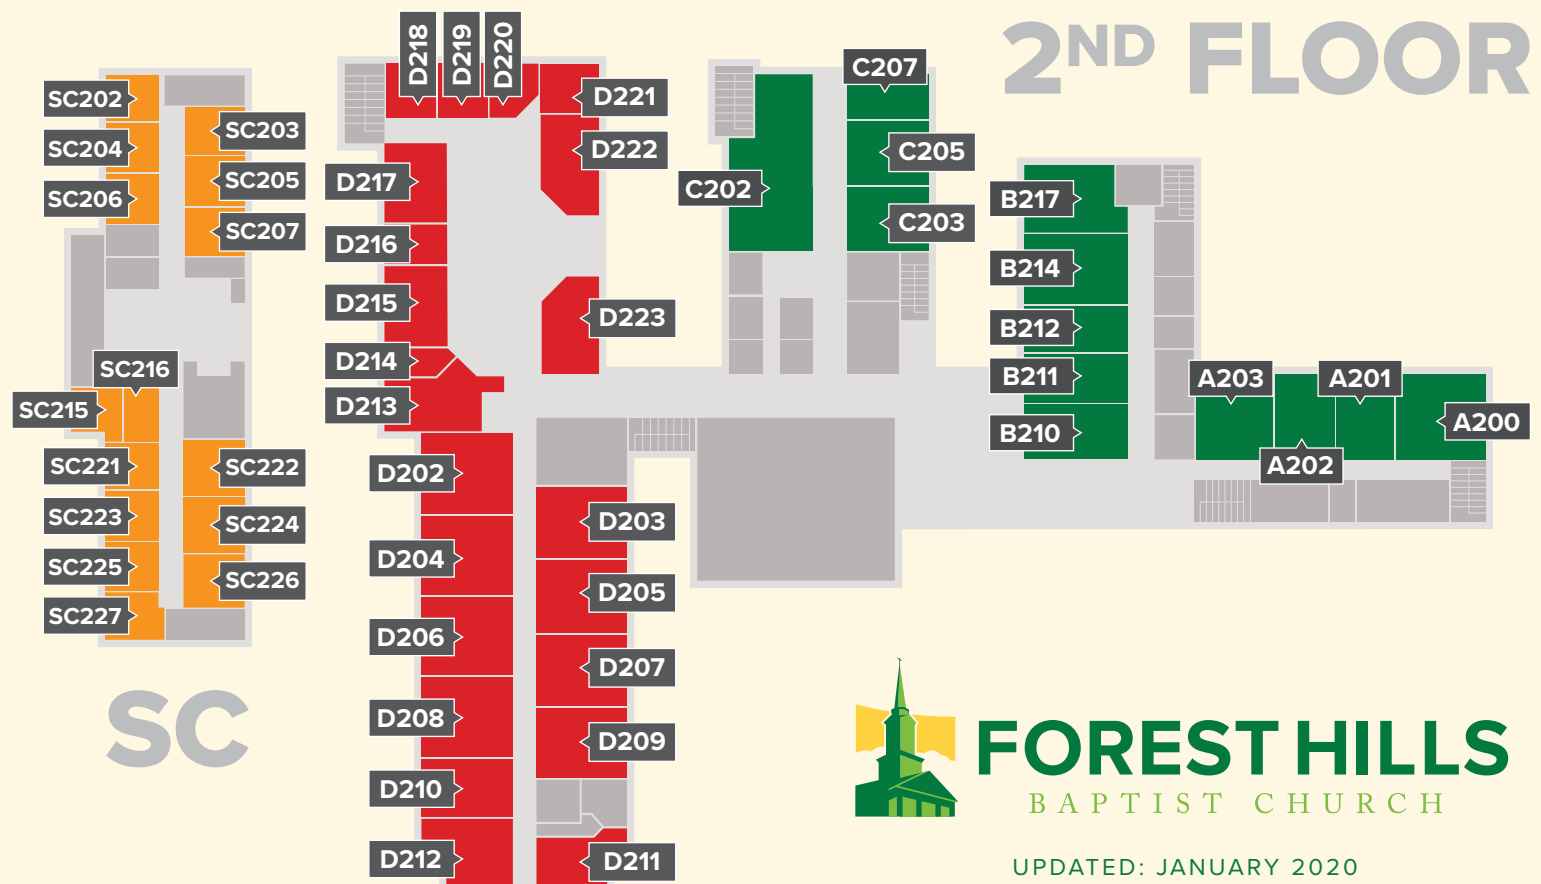 2ND FLOOR
SC202
SC204
SC206
SC203
SC205
SC207
SC216
SC215
SC221
SC223
SC225
SC227
SC222
SC224
SC226
SC
D218
D219
D220
D221
D222
D217
D216
D215
D214
D213
D223
D202
D204
D206
D208
D210
D212
D203
D205
D207
D209
D211
C207
C205
C202
C203
B217
B214
B212
B211
B210
A203
A201
A200
A202
FOREST HILLS
BAPTIST CHURCH
UPDATED: JANUARY 2020